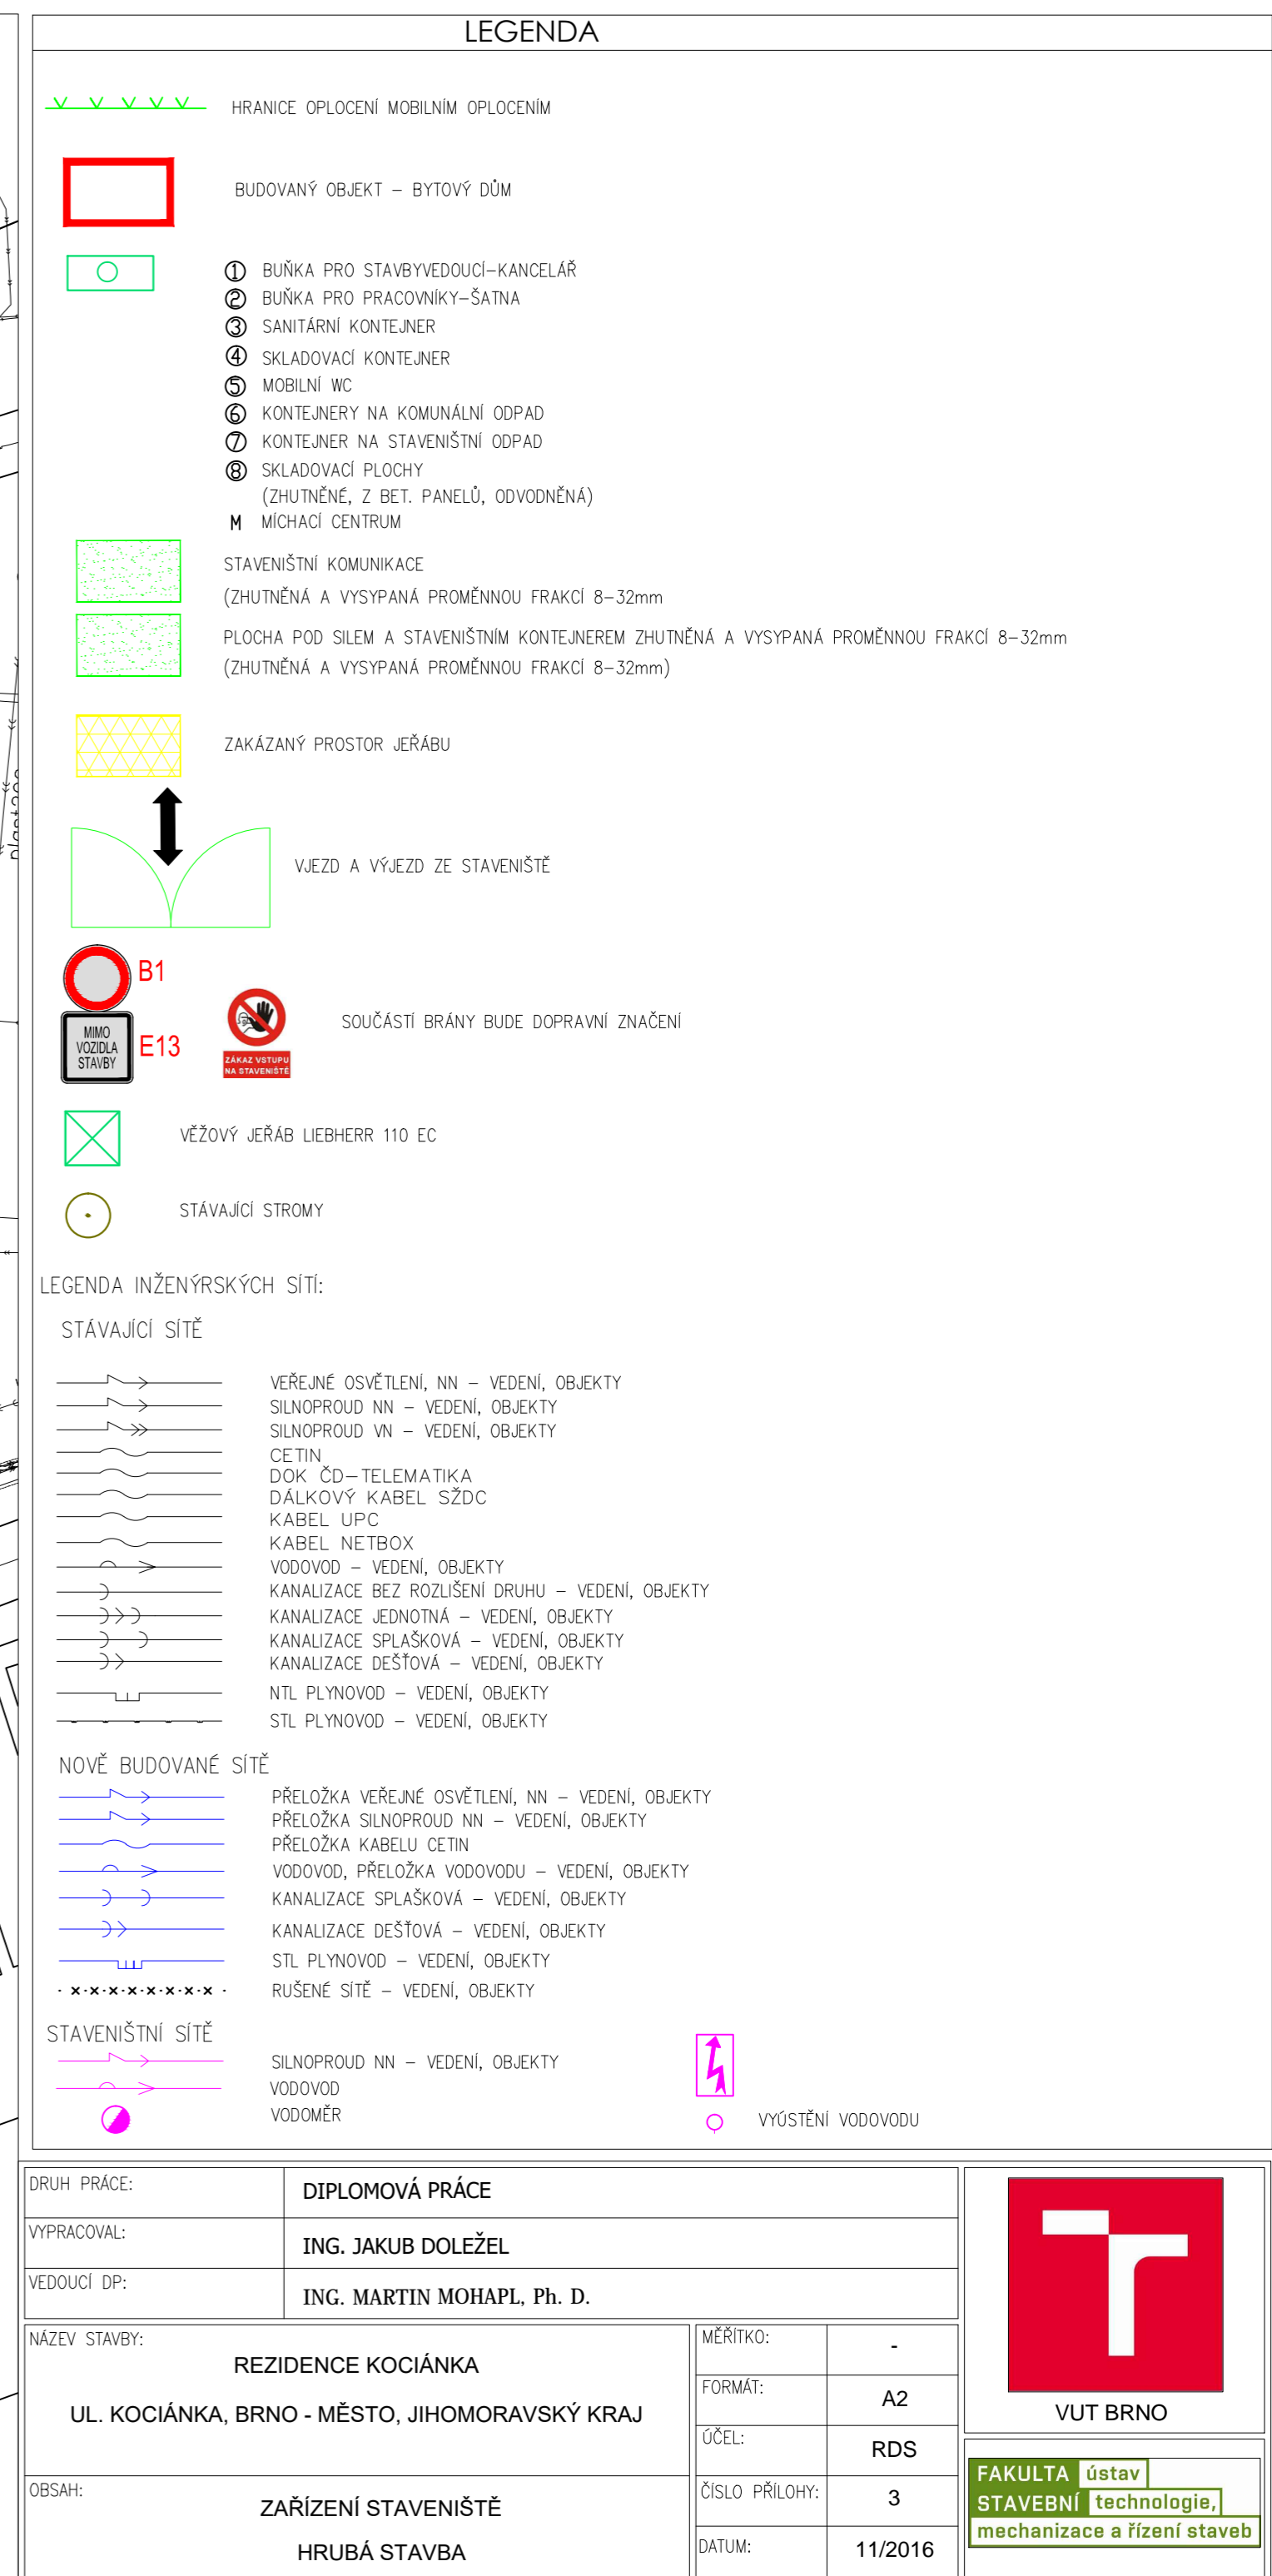 LEGENDA
HRANICE OPLOCENÍ MOBILNÍM OPLOCENÍM
BUDOVANÝ OBJEKT – BYTOVÝ DŮM
① BUŇKA PRO STAVBYVEDOUCÍ–KANCELÁŘ
② BUŇKA PRO PRACOVNÍKY–ŠATNA
③ SANITÁRNÍ KONTEJNER
④ SKLADOVACÍ KONTEJNER
⑤ MOBILNÍ WC
⑥ KONTEJNERY NA KOMUNÁLNÍ ODPAD
⑦ KONTEJNER NA STAVENIŠTNÍ ODPAD
⑧ SKLADOVACÍ PLOCHY
(ZHUTNĚNÉ, Z BET. PANELŮ, ODVODNĚNÁ)
M MÍCHACÍ CENTRUM
STAVENIŠTNÍ KOMUNIKACE
(ZHUTNĚNÁ A VYSYPANÁ PROMĚNNOU FRAKCÍ 8–32mm
PLOCHA POD SILEM A STAVENIŠTNÍM KONTEJNEREM ZHUTNĚNÁ A VYSYPANÁ PROMĚNNOU FRAKCÍ 8–32mm
(ZHUTNĚNÁ A VYSYPANÁ PROMĚNNOU FRAKCÍ 8–32mm)
ZAKÁZANÝ PROSTOR JEŘÁBU
VJEZD A VÝJEZD ZE STAVENIŠTĚ
B1
MIMO
VOZIDLA
STAVBY
E13
ZÁKAZ VSTUPU
NA STAVENIŠTĚ
SOUČÁSTÍ BRÁNY BUDE DOPRAVNÍ ZNAČENÍ
VĚŽOVÝ JEŘÁB LIEBHERR 110 EC
STÁVAJÍCÍ STROMY
LEGENDA INŽENÝRSKÝCH SÍTÍ:
STÁVAJÍCÍ SÍTĚ
VEŘEJNÉ OSVĚTLENÍ, NN – VEDENÍ, OBJEKTY
SILNOPROUD NN – VEDENÍ, OBJEKTY
SILNOPROUD VN – VEDENÍ, OBJEKTY
CETIN
DOK ČD–TELEMATIKA
DÁLKOVÝ KABEL SŽDC
KABEL UPC
KABEL NETBOX
VODOVOD – VEDENÍ, OBJEKTY
KANALIZACE BEZ ROZLIŠENÍ DRUHU – VEDENÍ, OBJEKTY
KANALIZACE JEDNOTNÁ – VEDENÍ, OBJEKTY
KANALIZACE SPLAŠKOVÁ – VEDENÍ, OBJEKTY
KANALIZACE DEŠŤOVÁ – VEDENÍ, OBJEKTY
NTL PLYNOVOD – VEDENÍ, OBJEKTY
STL PLYNOVOD – VEDENÍ, OBJEKTY
NOVĚ BUDOVANÉ SÍTĚ
PŘELOŽKA VEŘEJNÉ OSVĚTLENÍ, NN – VEDENÍ, OBJEKTY
PŘELOŽKA SILNOPROUD NN – VEDENÍ, OBJEKTY
PŘELOŽKA KABELU CETIN
VODOVOD, PŘELOŽKA VODOVODU – VEDENÍ, OBJEKTY
KANALIZACE SPLAŠKOVÁ – VEDENÍ, OBJEKTY
KANALIZACE DEŠŤOVÁ – VEDENÍ, OBJEKTY
STL PLYNOVOD – VEDENÍ, OBJEKTY
RUŠENÉ SÍTĚ – VEDENÍ, OBJEKTY
STAVENIŠTNÍ SÍTĚ
SILNOPROUD NN – VEDENÍ, OBJEKTY
VODOVOD
VODOMĚR
VYÚSTĚNÍ VODOVODU
DRUH PRÁCE: DIPLOMOVÁ PRÁCE
VYPRACOVAL: ING. JAKUB DOLEŽEL
VEDOUCÍ DP: ING. MARTIN MOHAPL, Ph. D.
NÁZEV STAVBY:
REZIDENCE KOCIÁNKA
UL. KOCIÁNKA, BRNO - MĚSTO, JIHOMORAVSKÝ KRAJ
OBSAH:
ZAŘÍZENÍ STAVENIŠTĚ
HRUBÁ STAVBA
MĚŘÍTKO: -
FORMÁT: A2
ÚČEL: RDS
ČÍSLO PŘÍLOHY: 3
DATUM: 11/2016
VUT BRNO
FAKULTA ústav
STAVEBNÍ technologie,
mechanizace a řízení staveb